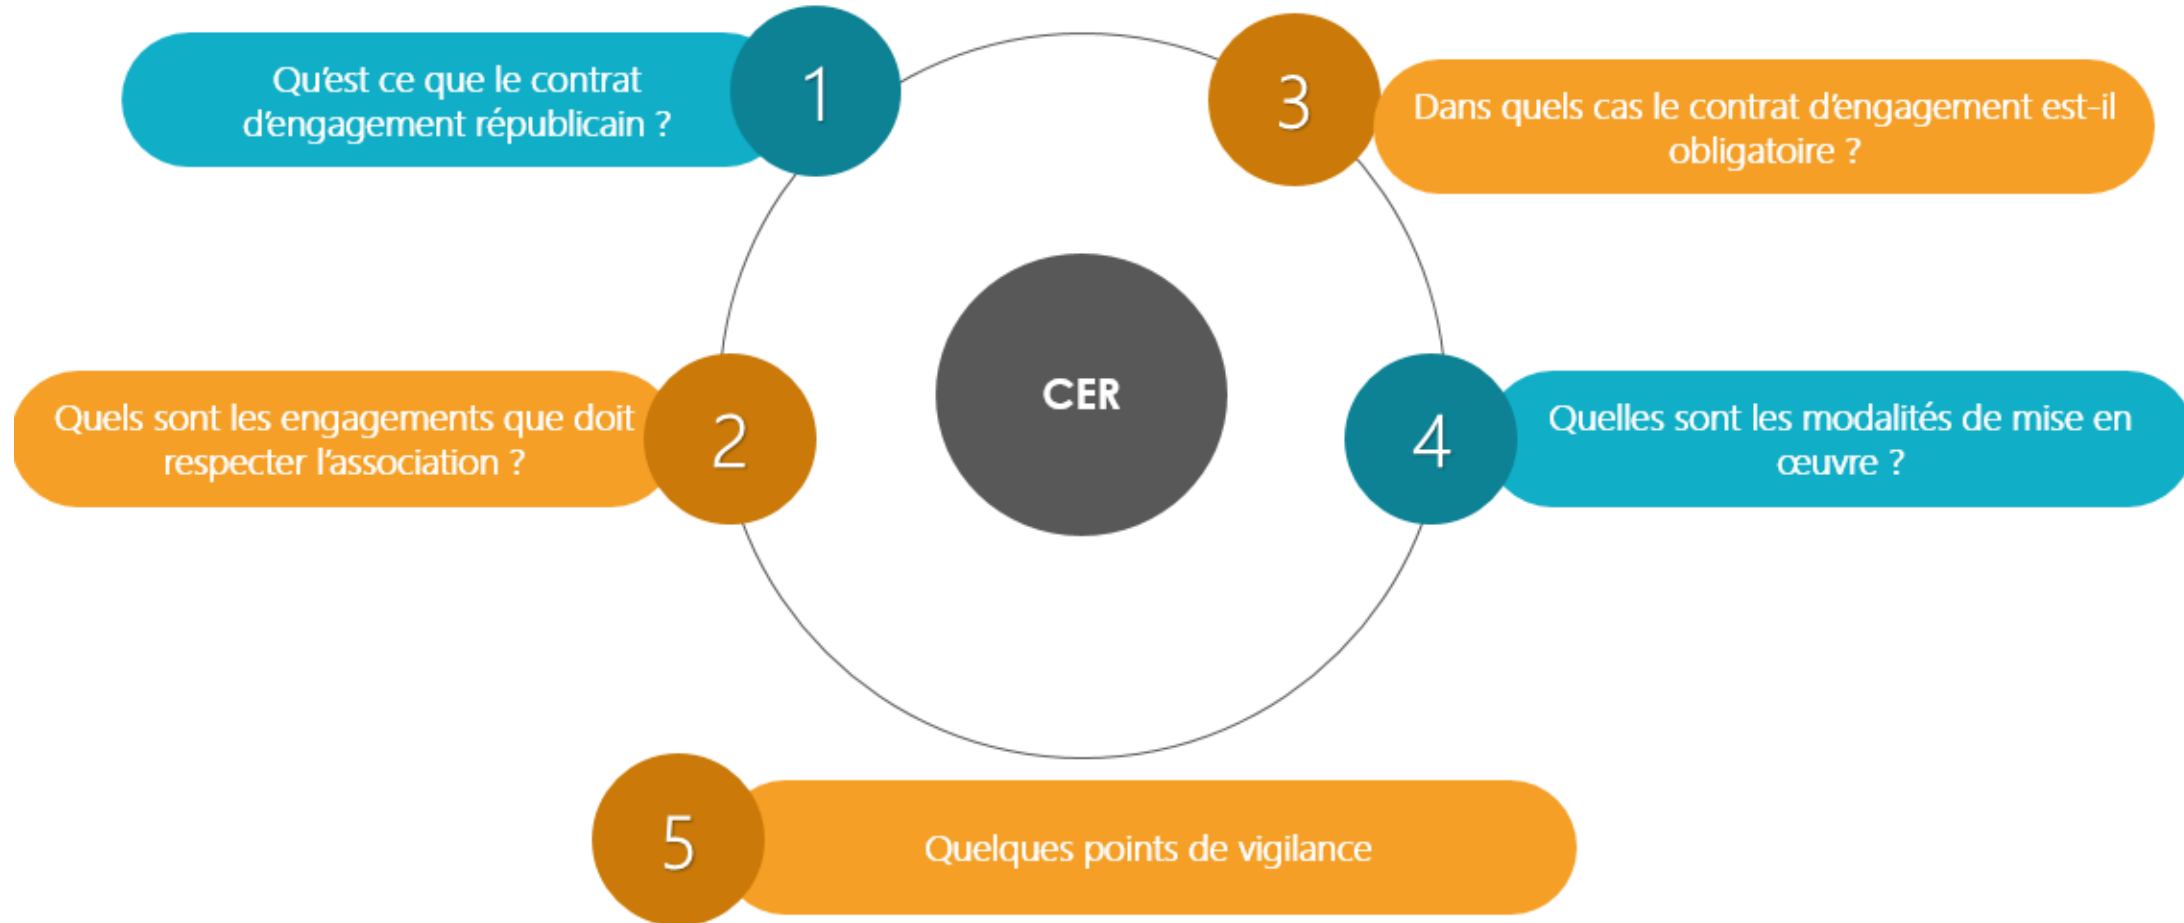 1
Qu'est ce que le contrat
d'engagement républicain ?
2
Quels sont les engagements que doit
respecter l'association ?
3
Dans quels cas le contrat d'engagement est-il
obligatoire ?
4
Quelles sont les modalités de mise en
œuvre ?
CER
5
Quelques points de vigilance